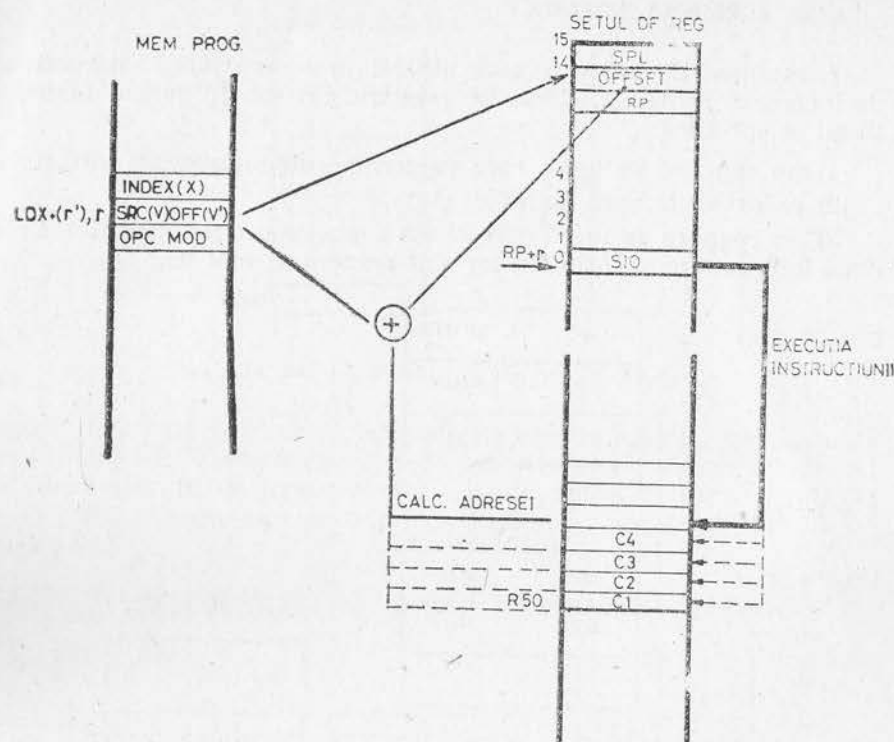 SETUL DE REG
MEM. PROG.
15
SPL
14
OFFSET
RP
4
3
2
1
0
INDEX(X)
LDX+(r'),r
SRC(V)OFF(V')
OPC MOD
RP+r
SIO
+
EXECUTIA
INSTRUCTIUNII
CALC. ADRESEI
C4
C3
C2
R50
C1